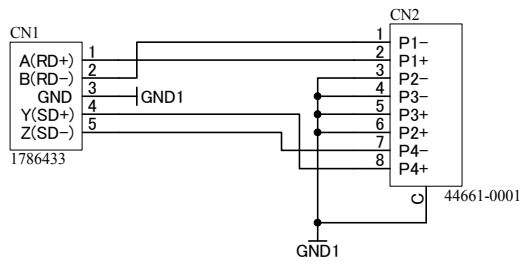 CN1
A(RD+) 1
B(RD-) 2
GND 3 GND1
Y(SD+) 4
Z(SD-) 5
1786433
CN2
1 P1-
2 P1+
3 P2-
4 P3-
5 P3+
6 P2+
7 P4-
8 P4+
C
44661-0001
GND1